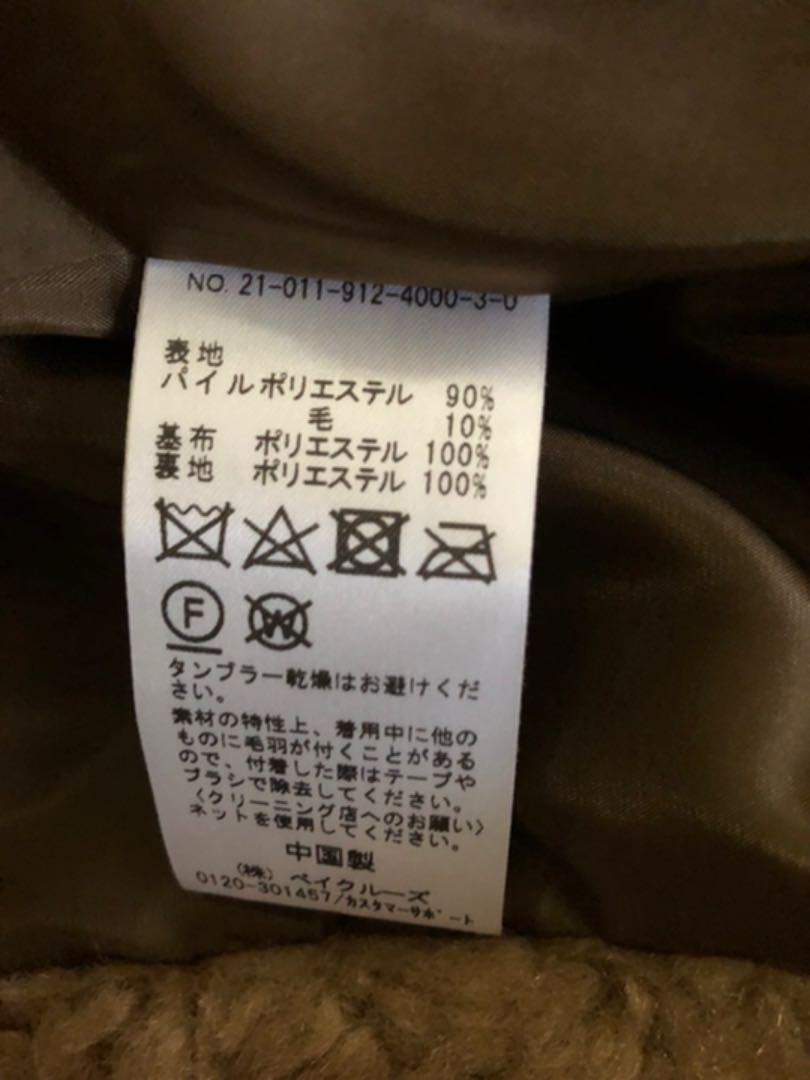 NO. 21-011-912-4000-3-0
表地
パイルポリエステル 90%
毛 10%
基布 ポリエステル 100%
裏地 ポリエステル 100%
F W
タンブラー乾燥はお避けくだ
さい。
素材の特性上、着用中に他の
ものに毛羽が付くことがある
ので、付着した際はテープや
ブラシで除去してください。
〈クリーニング店へのお願い〉
ネットを使用してください。
中国製
(株) ベイクルーズ
0120-301457/カスタマーサポート